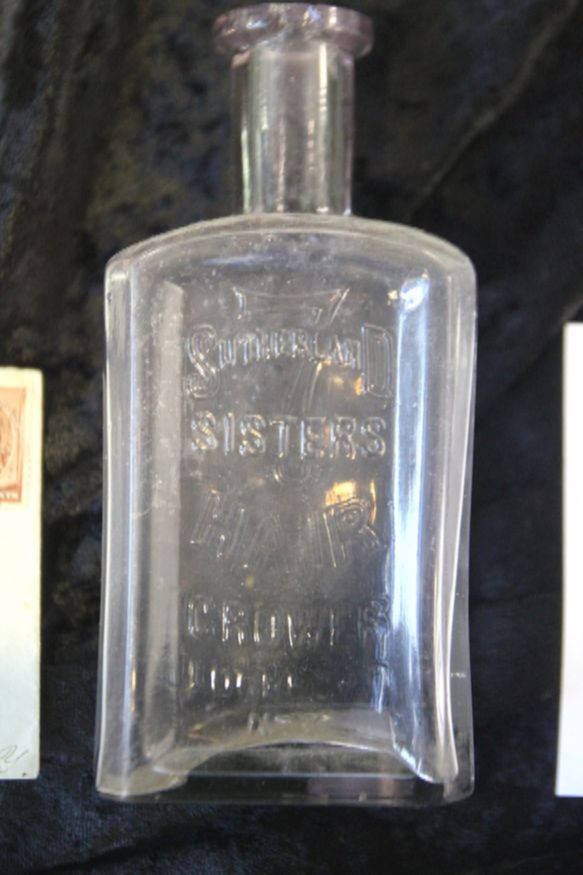 7
SUTHERLAND
SISTERS
HAIR
GROWER